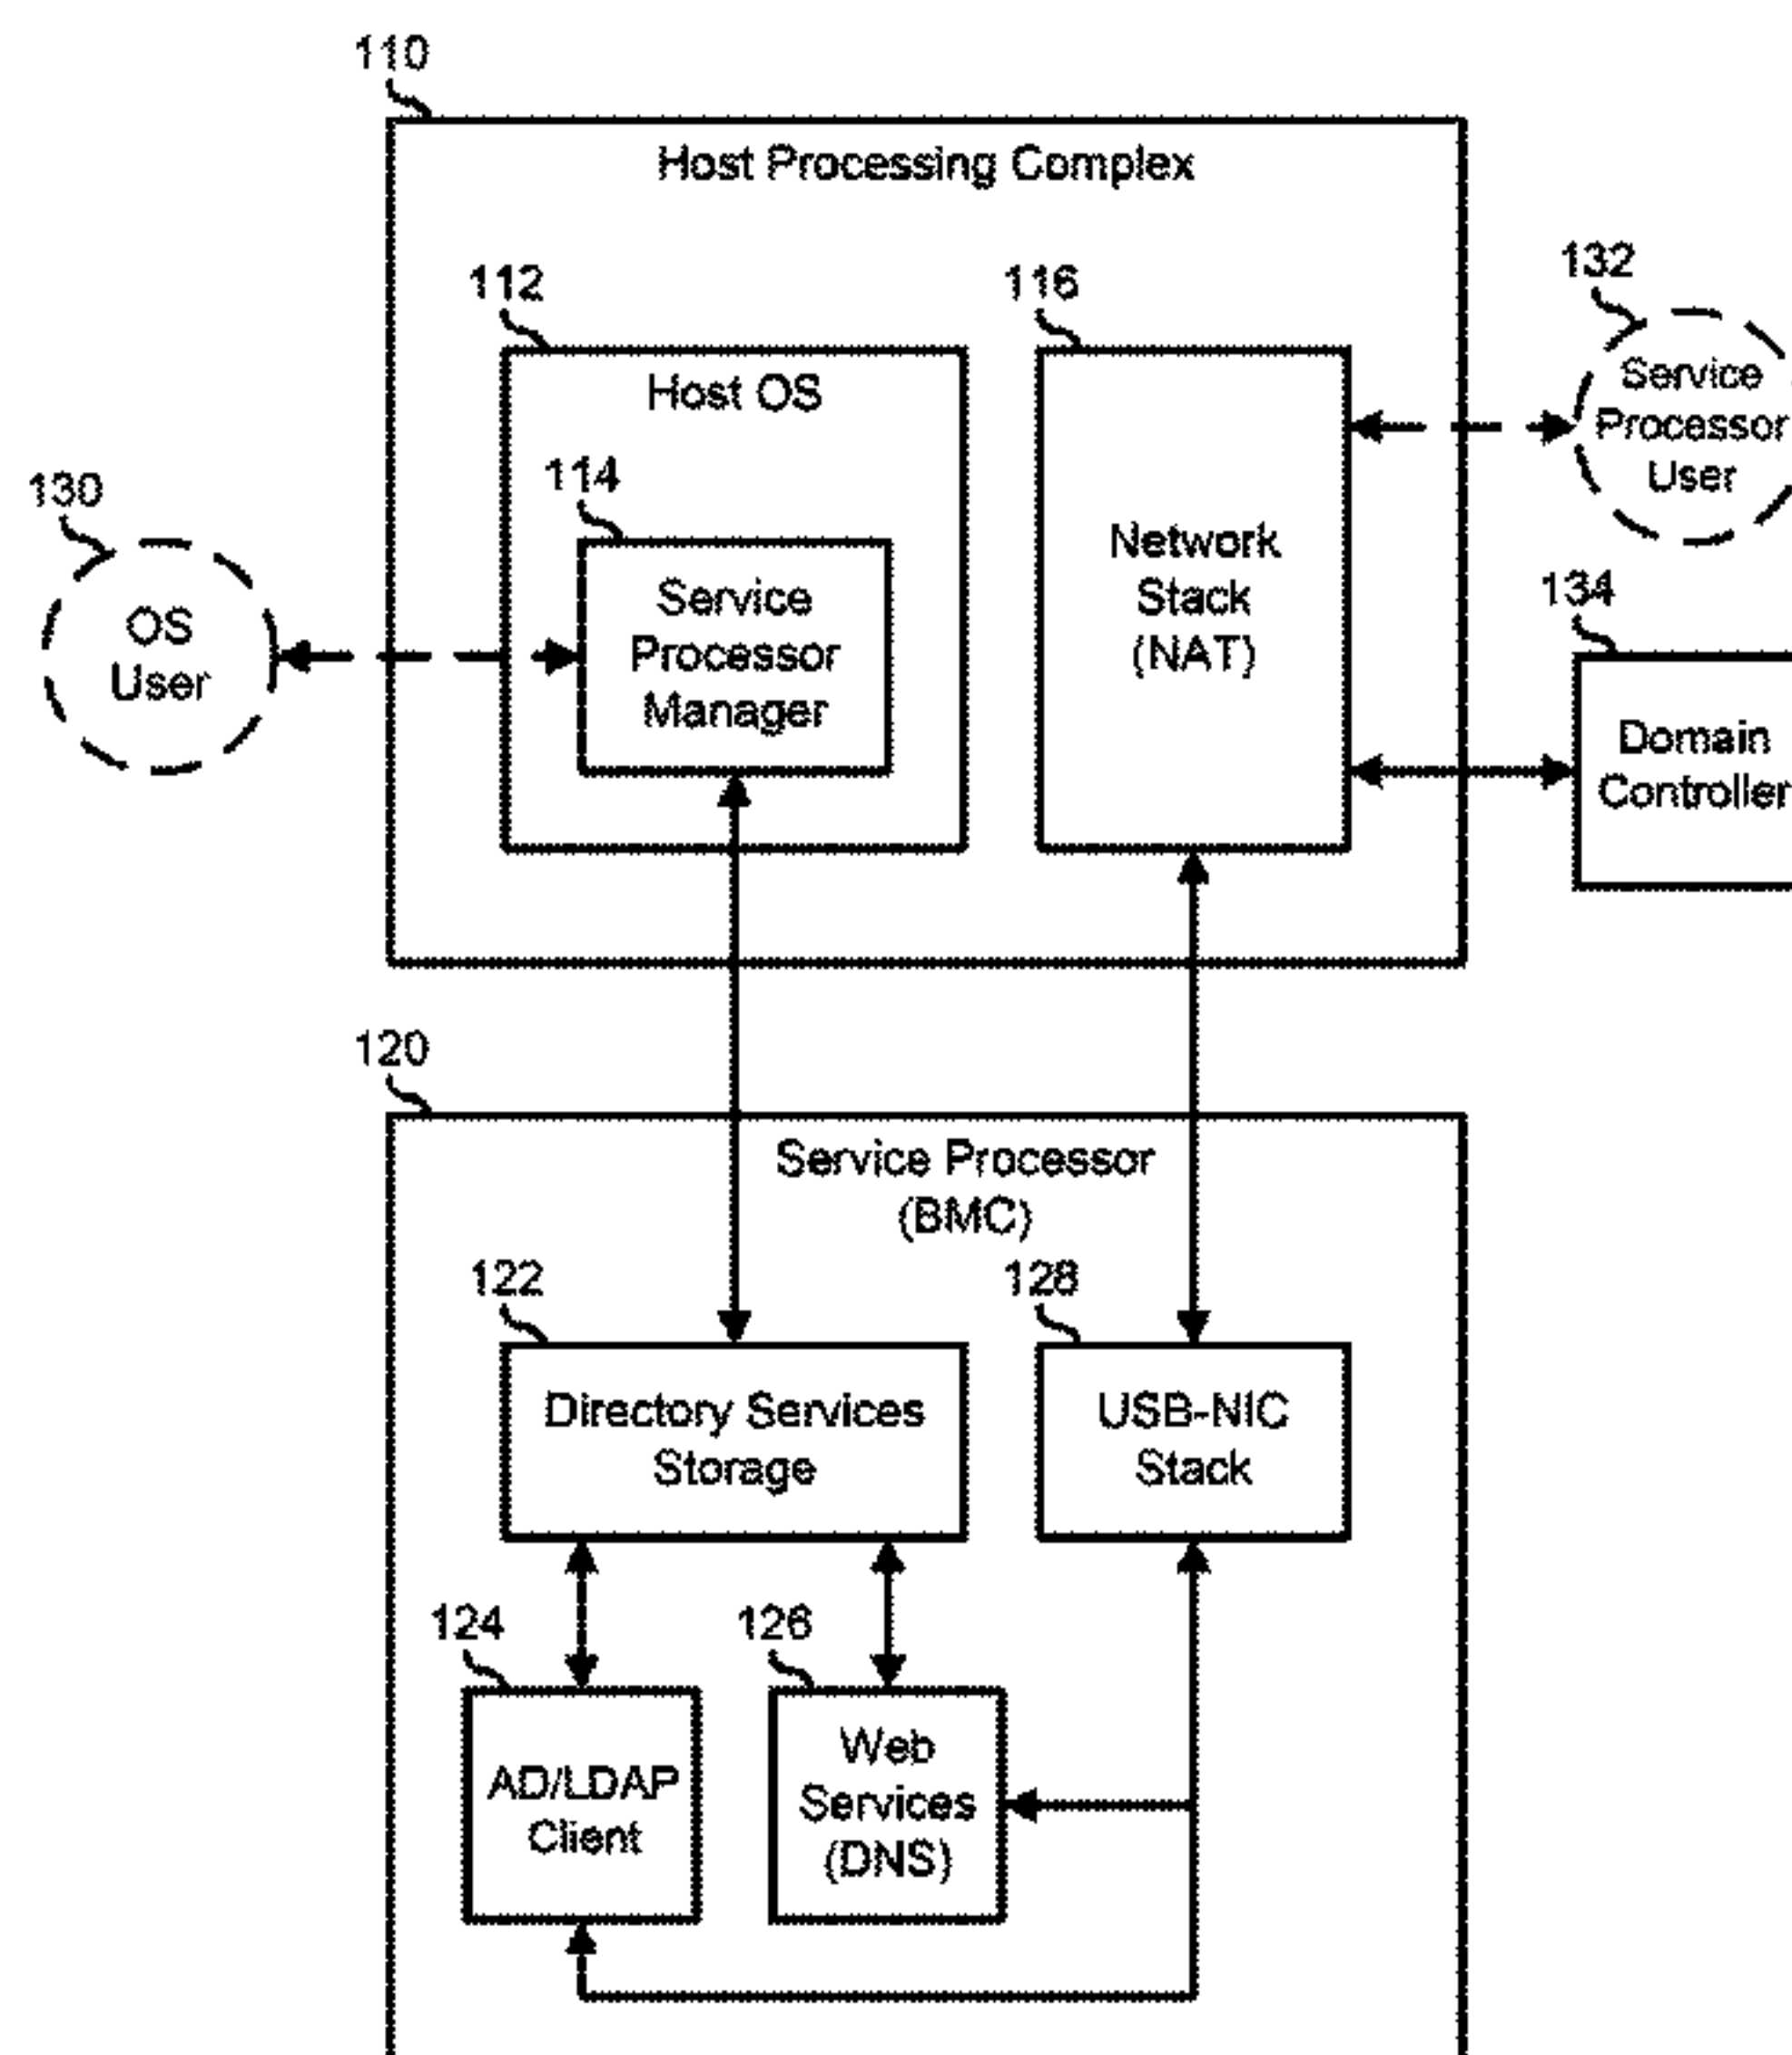 110
Host Processing Complex
112
116
132
Host OS
Service
Processor
User
114
130
Network
Stack
(NAT)
134
OS
User
Service
Processor
Manager
Domain
Controller
120
Service Processor
(BMC)
122
128
Directory Services
Storage
USB-NIC
Stack
124
126
AD/LDAP
Client
Web
Services
(DNS)